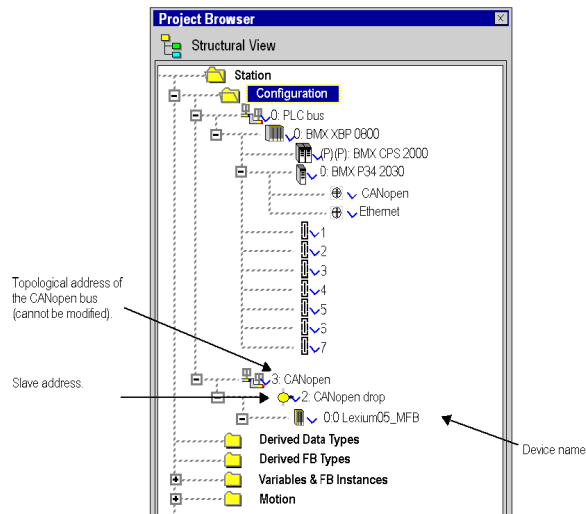 Project Browser
Structural View
Station
Configuration
0: PLC bus
0: BMX XBP 0800
(P)(P): BMX CPS 2000
0: BMX P34 2030
CANopen
Ethernet
1
2
3
4
5
6
7
Topological address of
the CANopen bus
(cannot be modified).
3: CANopen
Slave address.
2: CANopen drop
0:0 Lexium05_MFB
Device name
Derived Data Types
Derived FB Types
Variables & FB Instances
Motion